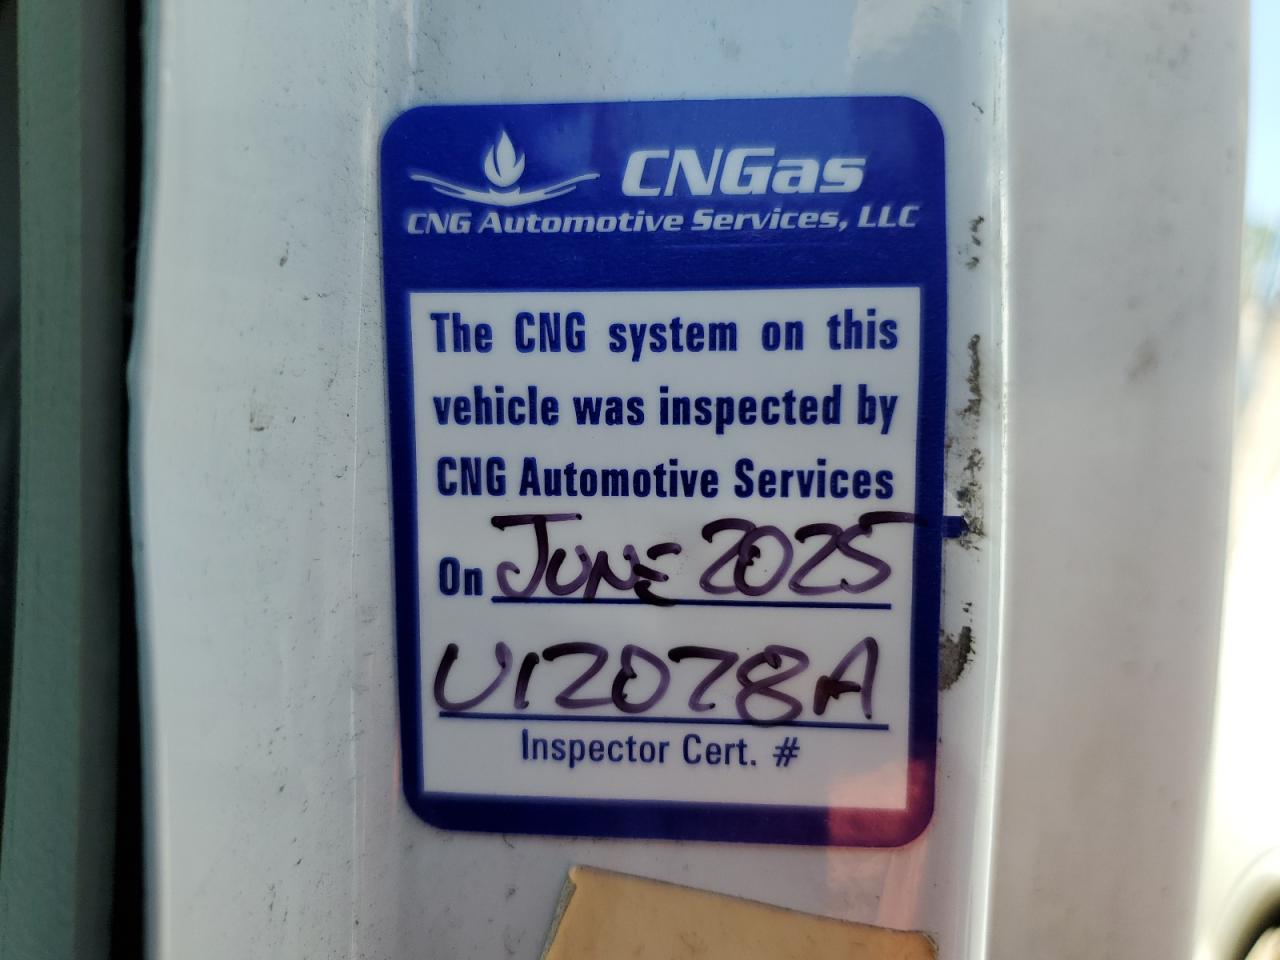 CNGas
CNG Automotive Services, LLC
The CNG system on this
vehicle was inspected by
CNG Automotive Services
On JUNE 2025
U12078A
Inspector Cert. #